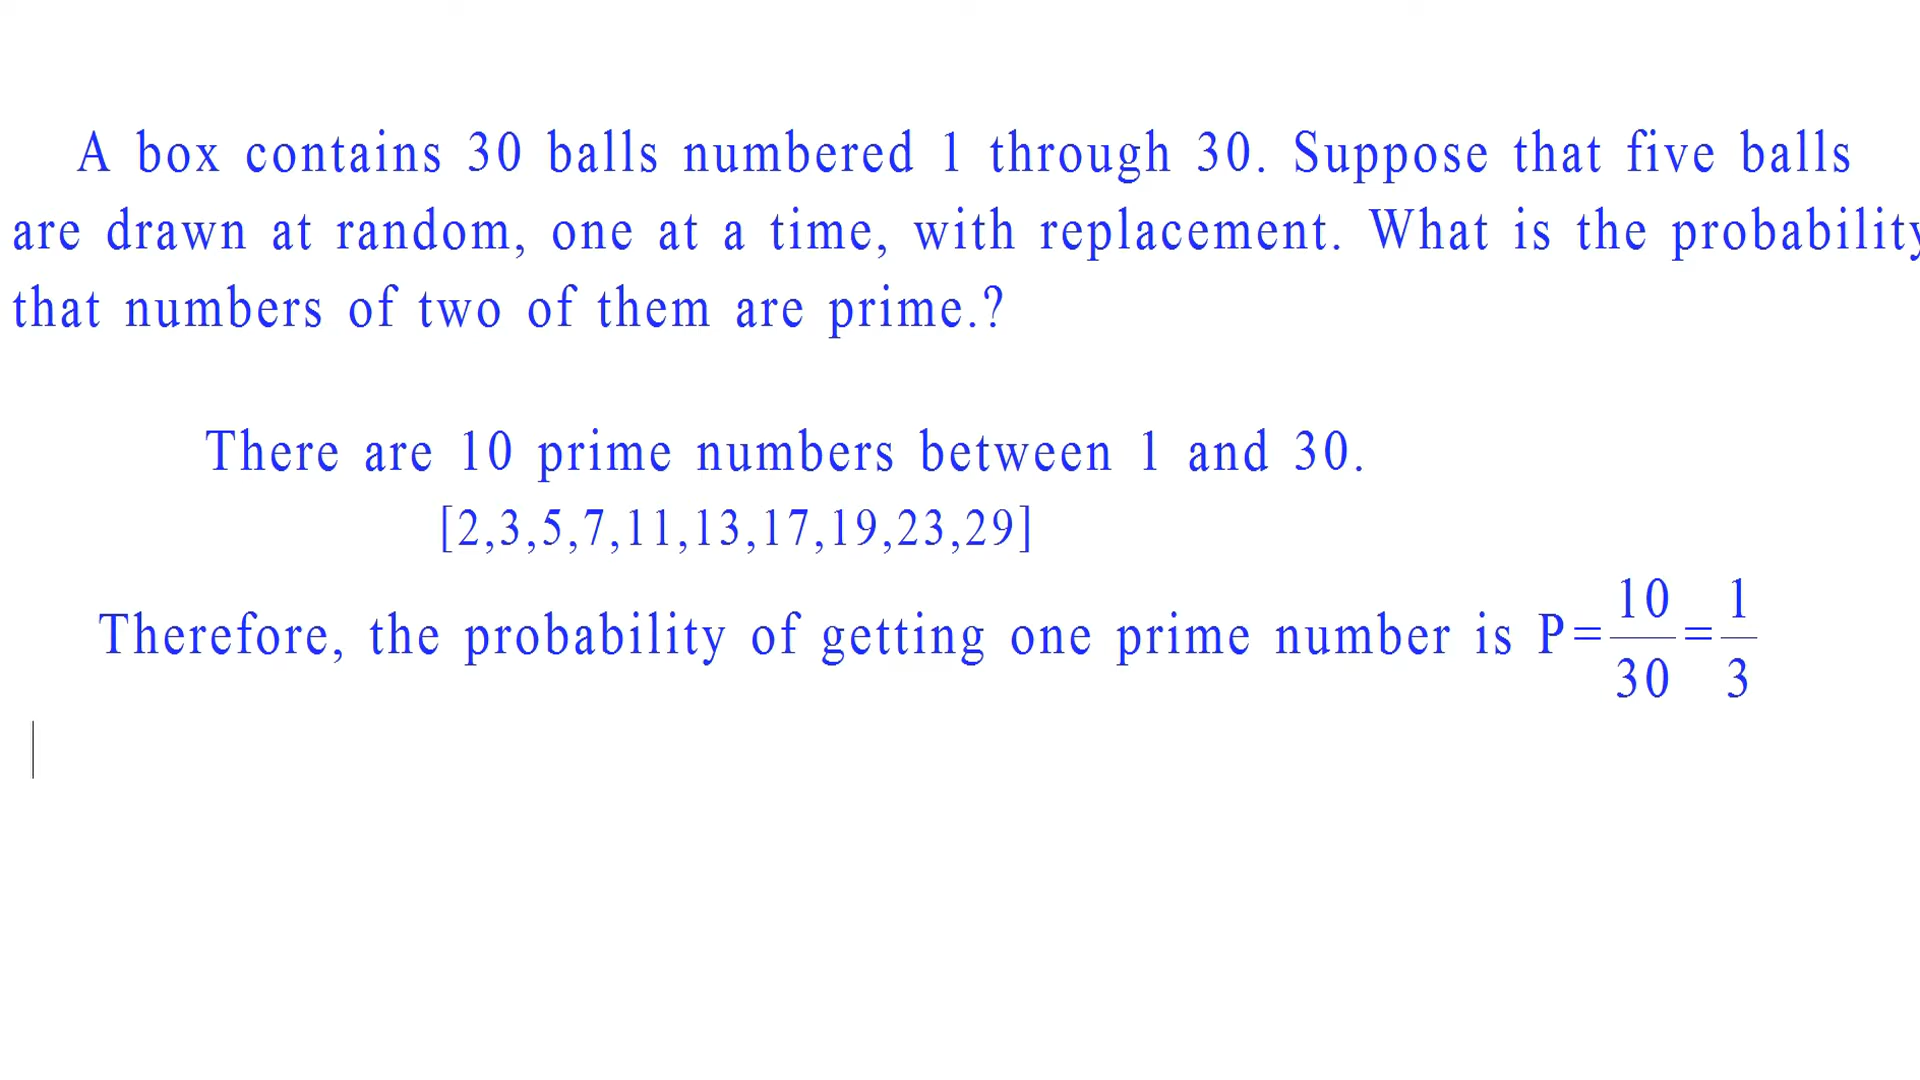 A box contains 30 balls numbered 1 through 30. Suppose that five balls
are drawn at random, one at a time, with replacement. What is the probability
that numbers of two of them are prime.?
There are 10 prime numbers between 1 and 30.
[2,3,5,7,11,13,17,19,23,29]
Therefore, the probability of getting one prime number is P=10/30=1/3